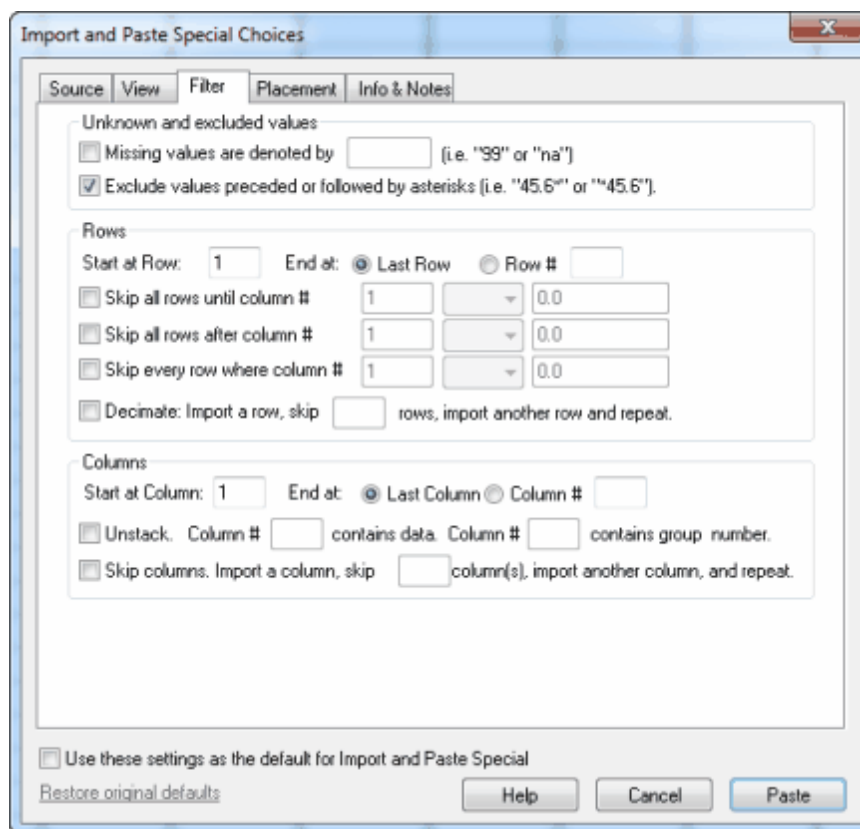 Import and Paste Special Choices
Source View Filter Placement Info & Notes
Unknown and excluded values
Missing values are denoted by (i.e. "99" or "na")
Exclude values preceded or followed by asterisks (i.e. "45.6*" or "*45.6").
Rows
Start at Row: 1 End at: Last Row Row #
Skip all rows until column # 1 0.0
Skip all rows after column # 1 0.0
Skip every row where column # 1 0.0
Decimate: Import a row, skip rows, import another row and repeat.
Columns
Start at Column: 1 End at: Last Column Column #
Unstack. Column # contains data. Column # contains group number.
Skip columns. Import a column, skip column(s), import another column, and repeat.
Use these settings as the default for Import and Paste Special
Restore original defaults Help Cancel Paste